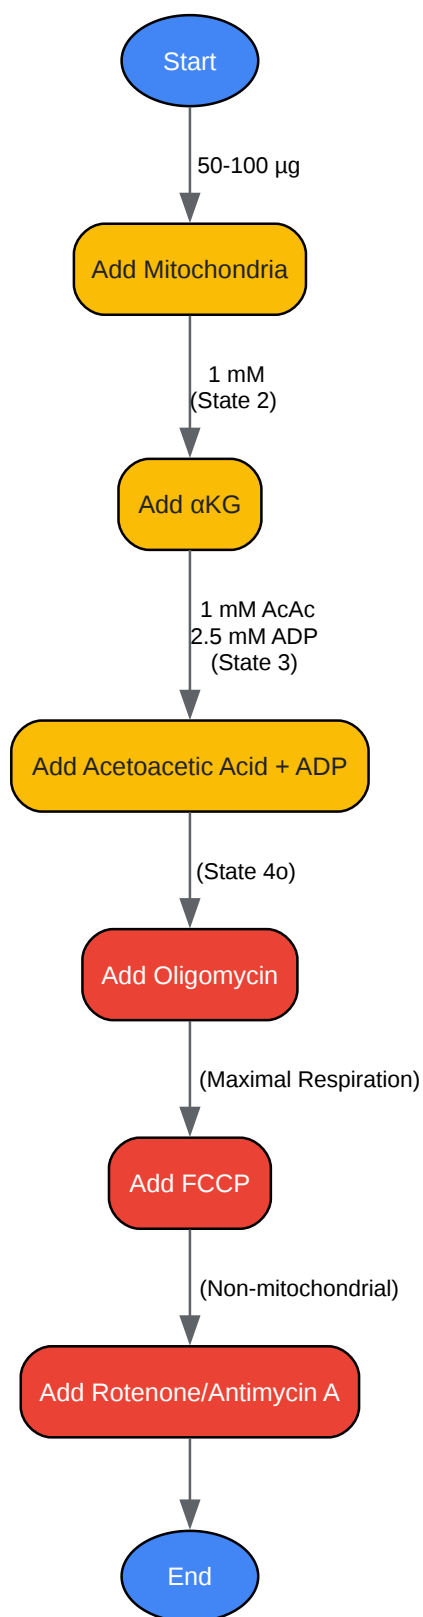 Start
50-100 µg
Add Mitochondria
1 mM
(State 2)
Add αKG
1 mM AcAc
2.5 mM ADP
(State 3)
Add Acetoacetic Acid + ADP
(State 4o)
Add Oligomycin
(Maximal Respiration)
Add FCCP
(Non-mitochondrial)
Add Rotenone/Antimycin A
End